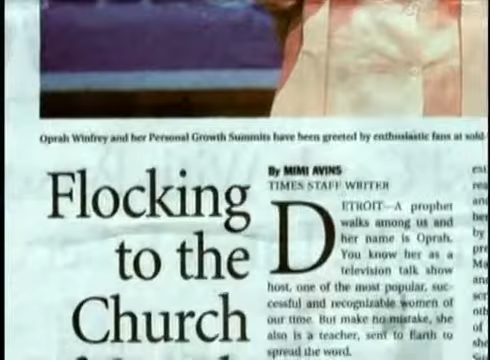 Oprah Winfrey and her Personal Growth Summits have been greeted by enthusiastic fans at sold-
Flocking
to the
Church
By MIMI AVINS
TIMES STAFF WRITER
DETROIT—A prophet
walks among us and
her name is Oprah.
You know her as a
television talk show
host, one of the most popular, suc-
cessful and recognizable women of
our time. But make no mistake, she
also is a teacher, sent to Earth to
spread the word.